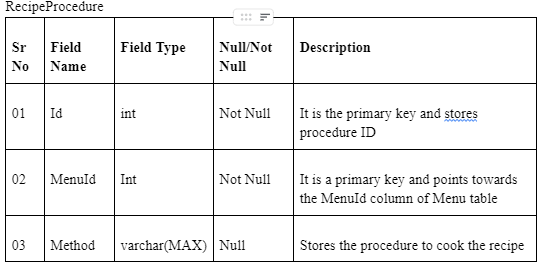 RecipeProcedure
Sr No | Field Name | Field Type | Null/Not Null | Description
01 | Id | int | Not Null | It is the primary key and stores procedure ID
02 | MenuId | Int | Not Null | It is a primary key and points towards the MenuId column of Menu table
03 | Method | varchar(MAX) | Null | Stores the procedure to cook the recipe